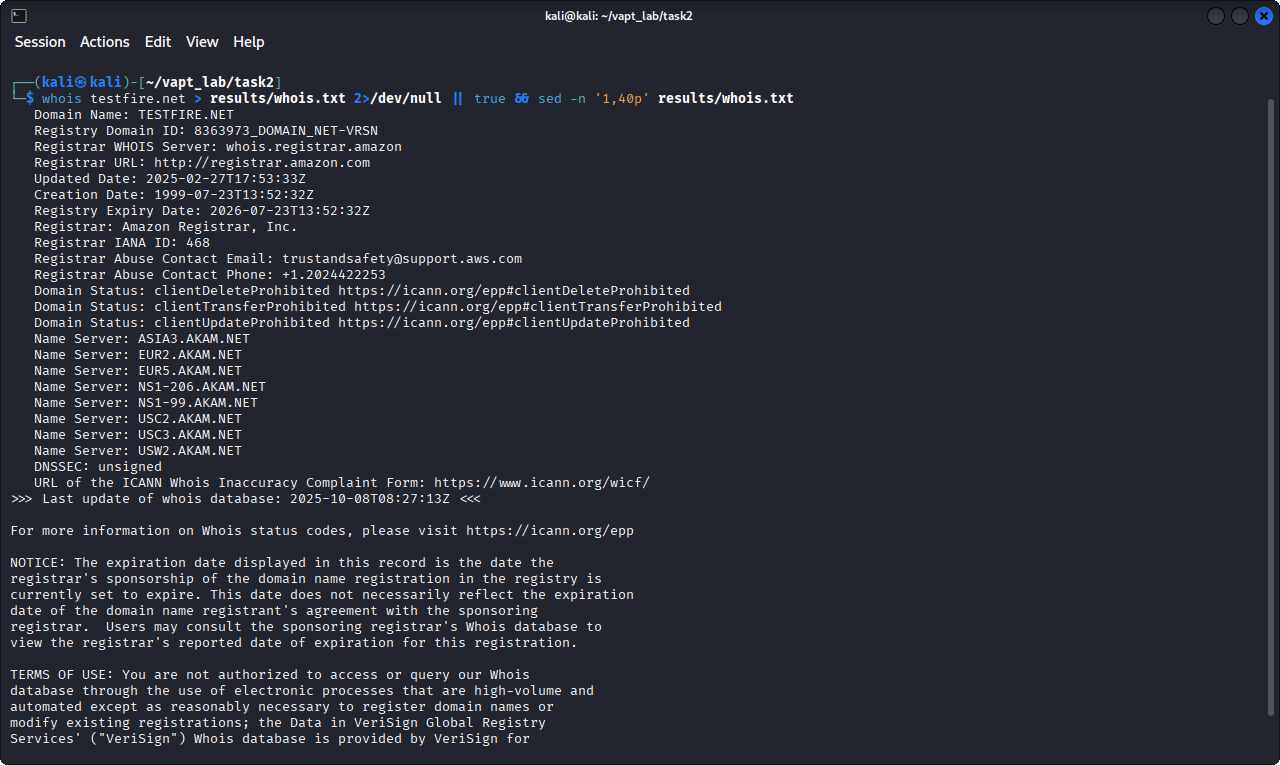 kali@kali: ~/vapt_lab/task2
Session Actions Edit View Help
┌──(kali㉿kali)-[~/vapt_lab/task2]
└─$ whois testfire.net > results/whois.txt 2>/dev/null || true && sed -n '1,40p' results/whois.txt
Domain Name: TESTFIRE.NET
Registry Domain ID: 8363973_DOMAIN_NET-VRSN
Registrar WHOIS Server: whois.registrar.amazon
Registrar URL: http://registrar.amazon.com
Updated Date: 2025-02-27T17:53:33Z
Creation Date: 1999-07-23T13:52:32Z
Registry Expiry Date: 2026-07-23T13:52:32Z
Registrar: Amazon Registrar, Inc.
Registrar IANA ID: 468
Registrar Abuse Contact Email: trustandsafety@support.aws.com
Registrar Abuse Contact Phone: +1.2024422253
Domain Status: clientDeleteProhibited https://icann.org/epp#clientDeleteProhibited
Domain Status: clientTransferProhibited https://icann.org/epp#clientTransferProhibited
Domain Status: clientUpdateProhibited https://icann.org/epp#clientUpdateProhibited
Name Server: ASIA3.AKAM.NET
Name Server: EUR2.AKAM.NET
Name Server: EUR5.AKAM.NET
Name Server: NS1-206.AKAM.NET
Name Server: NS1-99.AKAM.NET
Name Server: USC2.AKAM.NET
Name Server: USC3.AKAM.NET
Name Server: USW2.AKAM.NET
DNSSEC: unsigned
URL of the ICANN Whois Inaccuracy Complaint Form: https://www.icann.org/wicf/
>>> Last update of whois database: 2025-10-08T08:27:13Z <<<
For more information on Whois status codes, please visit https://icann.org/epp
NOTICE: The expiration date displayed in this record is the date the
registrar's sponsorship of the domain name registration in the registry is
currently set to expire. This date does not necessarily reflect the expiration
date of the domain name registrant's agreement with the sponsoring
registrar.  Users may consult the sponsoring registrar's Whois database to
view the registrar's reported date of expiration for this registration.
TERMS OF USE: You are not authorized to access or query our Whois
database through the use of electronic processes that are high-volume and
automated except as reasonably necessary to register domain names or
modify existing registrations; the Data in VeriSign Global Registry
Services' ("VeriSign") Whois database is provided by VeriSign for